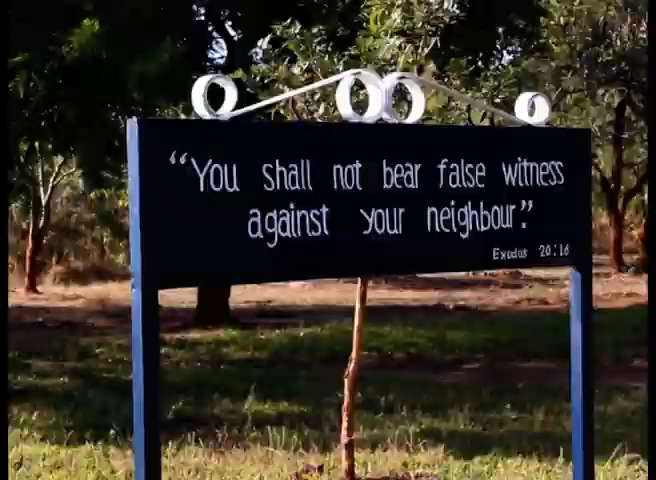 “You shall not bear false witness
against your neighbour.”
Exodus 20:16